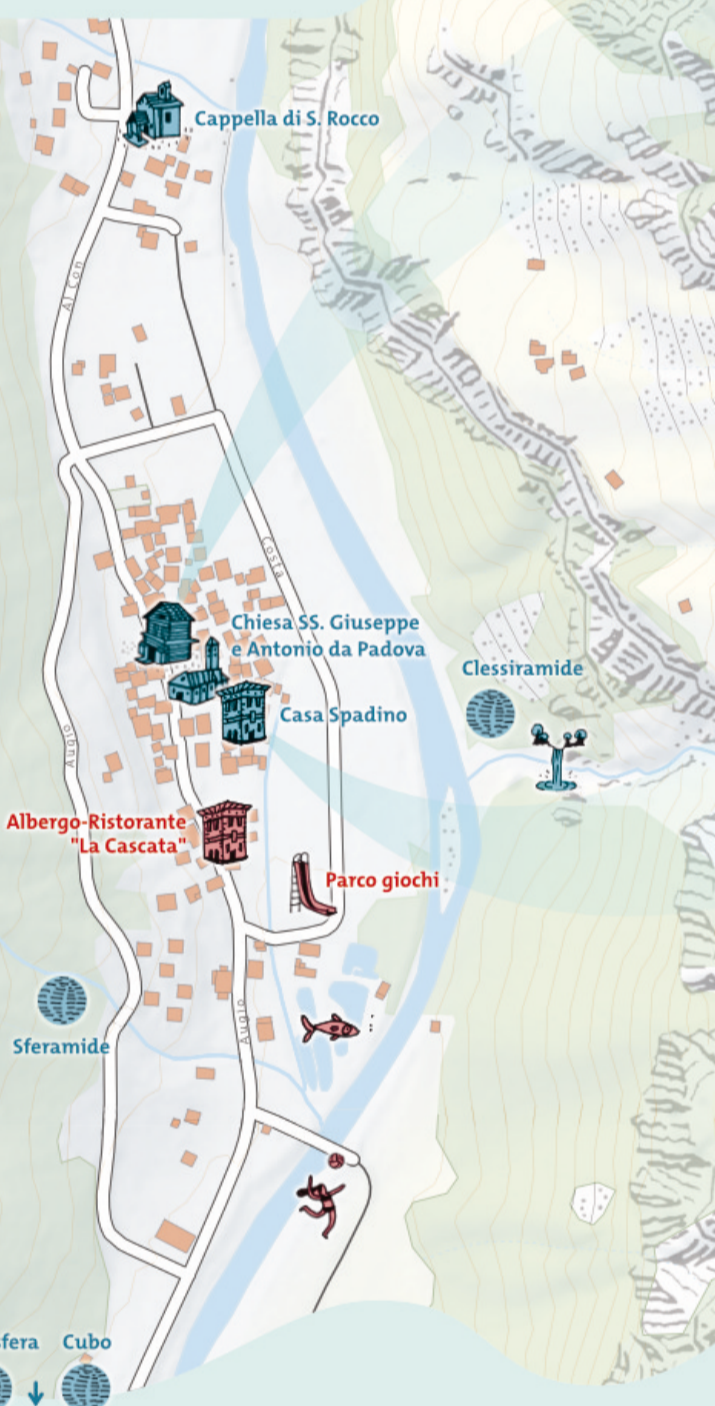 Cappella di S. Rocco
Al Con
Costa
Chiesa SS. Giuseppe
e Antonio da Padova
Clessiramide
Casa Spadino
Augio
Albergo-Ristorante
"La Cascata"
Parco giochi
Sferamide
Augio
sfera
Cubo